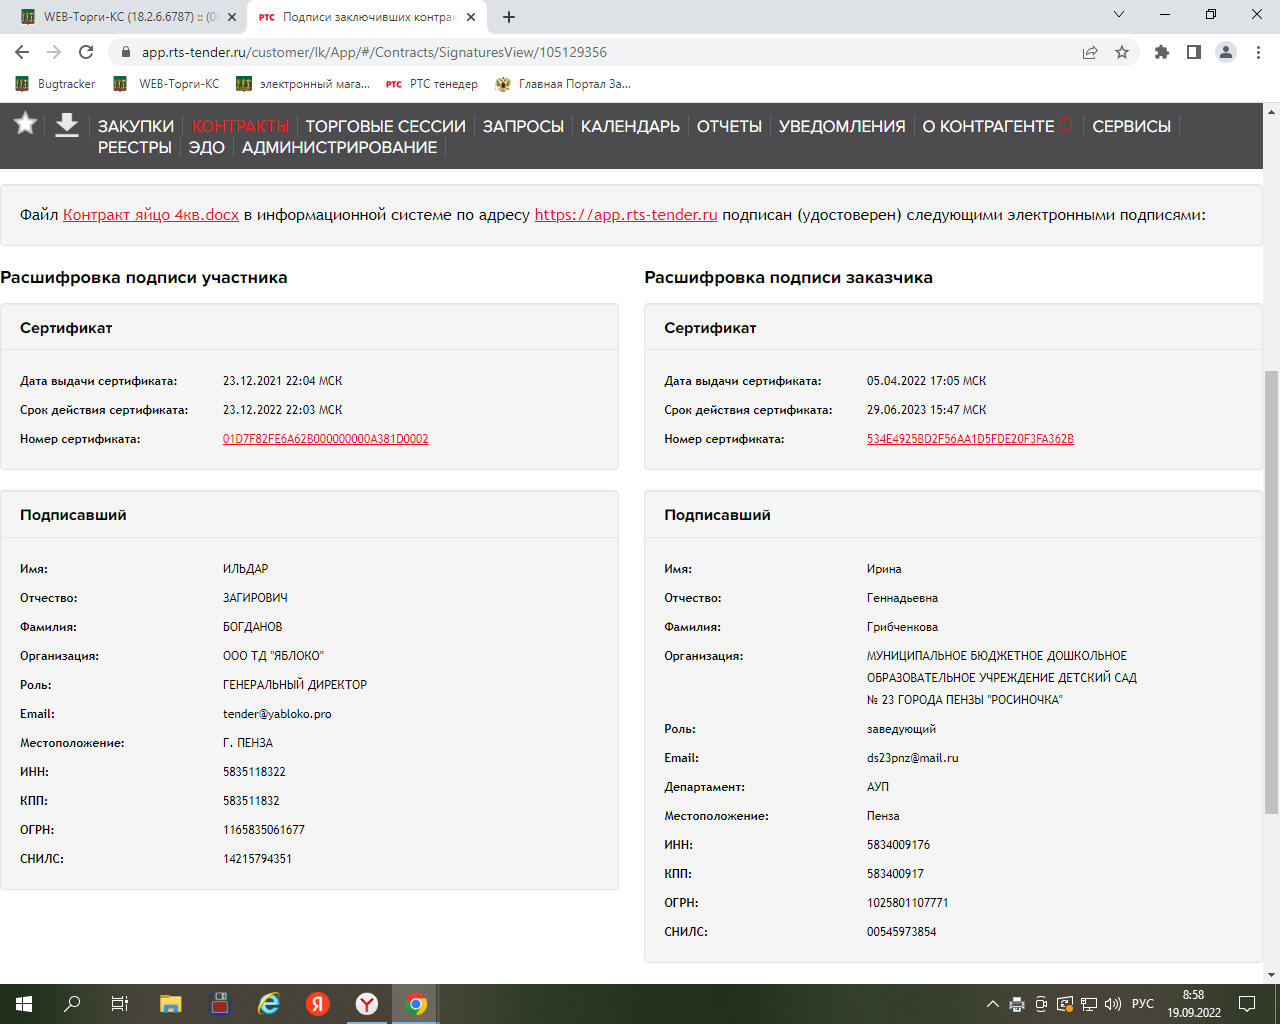 WEB-Торги-КС (18.2.6.6787) :: (0
РТС Подписи заключивших контрак
app.rts-tender.ru/customer/lk/App/#/Contracts/SignaturesView/105129356
Bugtracker WEB-Торги-КС электронный мага... РТС РТС тенедер Главная Портал За...
ЗАКУПКИ КОНТРАКТЫ ТОРГОВЫЕ СЕССИИ ЗАПРОСЫ КАЛЕНДАРЬ ОТЧЕТЫ УВЕДОМЛЕНИЯ О КОНТРАГЕНТЕ СЕРВИСЫ
РЕЕСТРЫ ЭДО АДМИНИСТРИРОВАНИЕ
Файл Контракт яйцо 4кв.docx в информационной системе по адресу https://app.rts-tender.ru подписан (удостоверен) следующими электронными подписями:
Расшифровка подписи участника
Сертификат
Дата выдачи сертификата: 23.12.2021 22:04 МСК
Срок действия сертификата: 23.12.2022 22:03 МСК
Номер сертификата: 01D7F82FE6A62B000000000A381D0002
Подписавший
Имя: ИЛЬДАР
Отчество: ЗАГИРОВИЧ
Фамилия: БОГДАНОВ
Организация: ООО ТД "ЯБЛОКО"
Роль: ГЕНЕРАЛЬНЫЙ ДИРЕКТОР
Email: tender@yabloko.pro
Местоположение: Г. ПЕНЗА
ИНН: 5835118322
КПП: 583511832
ОГРН: 1165835061677
СНИЛС: 14215794351
Расшифровка подписи заказчика
Сертификат
Дата выдачи сертификата: 05.04.2022 17:05 МСК
Срок действия сертификата: 29.06.2023 15:47 МСК
Номер сертификата: 534E4925BD2F56AA1D5FDE20F3FA362B
Подписавший
Имя: Ирина
Отчество: Геннадьевна
Фамилия: Грибченкова
Организация: МУНИЦИПАЛЬНОЕ БЮДЖЕТНОЕ ДОШКОЛЬНОЕ
ОБРАЗОВАТЕЛЬНОЕ УЧРЕЖДЕНИЕ ДЕТСКИЙ САД
№ 23 ГОРОДА ПЕНЗЫ "РОСИНОЧКА"
Роль: заведующий
Email: ds23pnz@mail.ru
Департамент: АУП
Местоположение: Пенза
ИНН: 5834009176
КПП: 583400917
ОГРН: 1025801107771
СНИЛС: 00545973854
РУС
8:58
19.09.2022